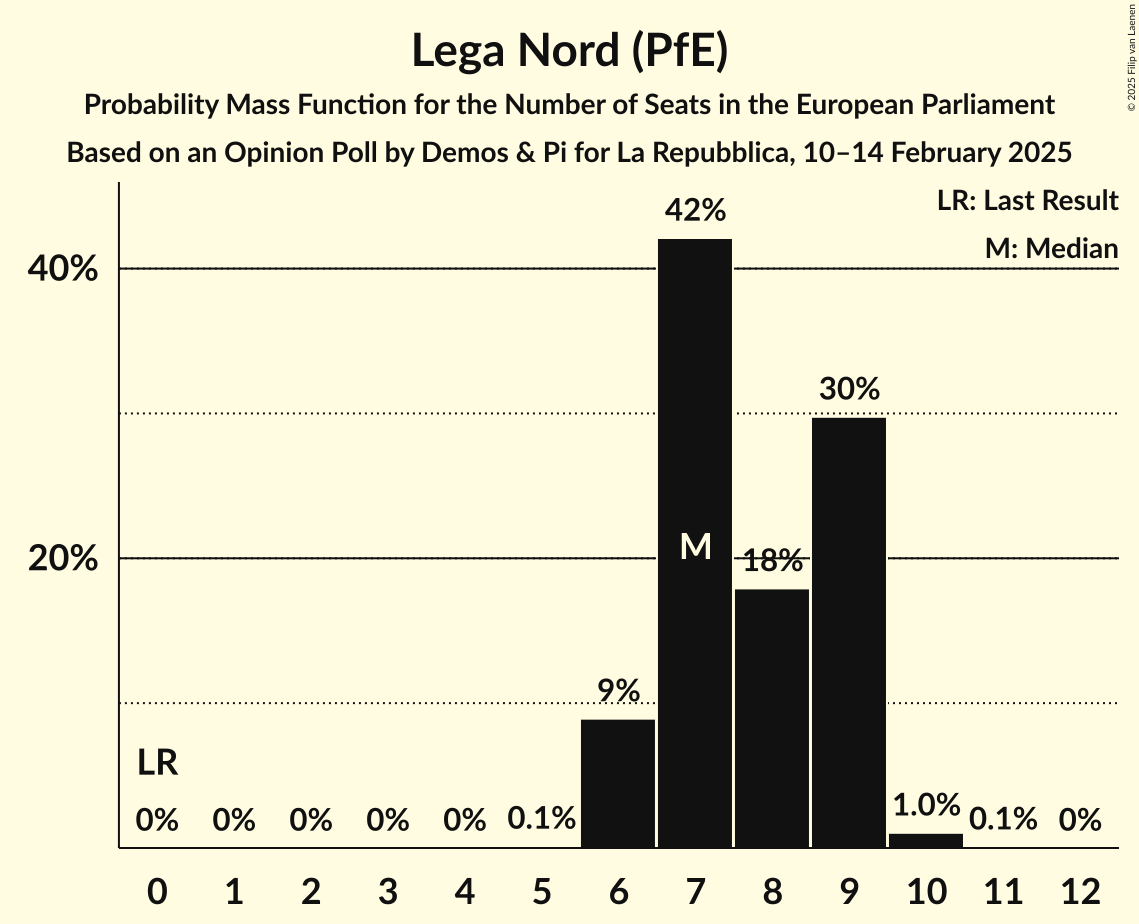 Lega Nord (PfE)
Probability Mass Function for the Number of Seats in the European Parliament
Based on an Opinion Poll by Demos & Pi for La Repubblica, 10–14 February 2025
© 2025 Filip van Laenen
LR: Last Result
M: Median
42%
40%
30%
M
20%
18%
9%
LR
0% 0% 0% 0% 0% 0.1% 1.0% 0.1% 0%
0 1 2 3 4 5 6 7 8 9 10 11 12